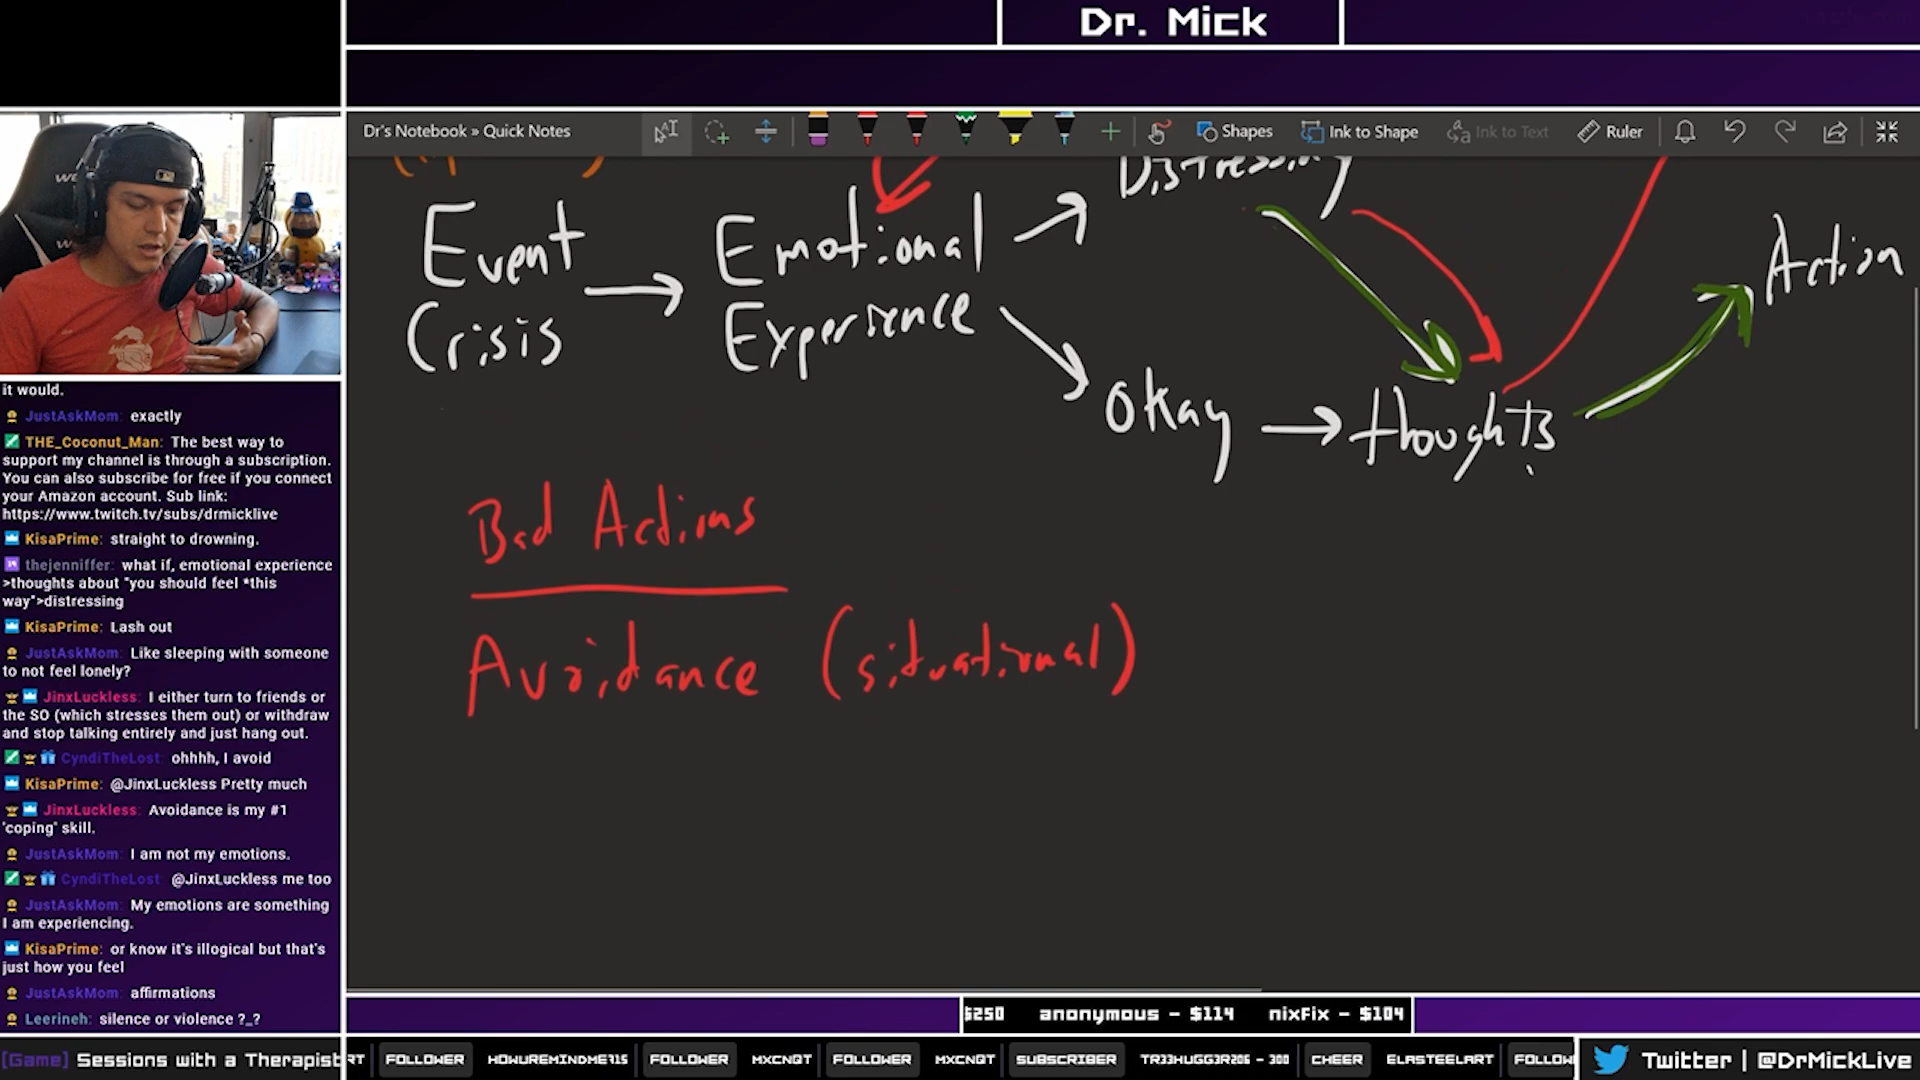 Dr. Mick
Dr's Notebook » Quick Notes
Shapes
Ink to Shape
Ink to Text
Ruler
Distressing
Event
Crisis
Emotional
Experience
Okay
thoughts
Action
Bad Actions
Avoidance (situational)
it would.
JustAskMom: exactly
THE_Coconut_Man: The best way to
support my channel is through a subscription.
You can also subscribe for free if you connect
your Amazon account. Sub link:
https://www.twitch.tv/subs/drmicklive
KisaPrime: straight to drowning.
thejenniffer: what if, emotional experience
>thoughts about "you should feel *this
way">distressing
KisaPrime: Lash out
JustAskMom: Like sleeping with someone
to not feel lonely?
JinxLuckless: I either turn to friends or
the SO (which stresses them out) or withdraw
and stop talking entirely and just hang out.
CyndiTheLost: ohhhh, I avoid
KisaPrime: @JinxLuckless Pretty much
JinxLuckless: Avoidance is my #1
'coping' skill.
JustAskMom: I am not my emotions.
CyndiTheLost: @JinxLuckless me too
JustAskMom: My emotions are something
I am experiencing.
KisaPrime: or know it's illogical but that's
just how you feel
JustAskMom: affirmations
Leerineh: silence or violence ?_?
$250 anonymous - $114 nixFix - $104
[Game] Sessions with a Therapist
RT FOLLOWER HOWUREMINDME715 FOLLOWER MXCNQT FOLLOWER MXCNQT SUBSCRIBER TR33HUGG3R206 - 300 CHEER ELASTEELART FOLLOW
Twitter | @DrMickLive